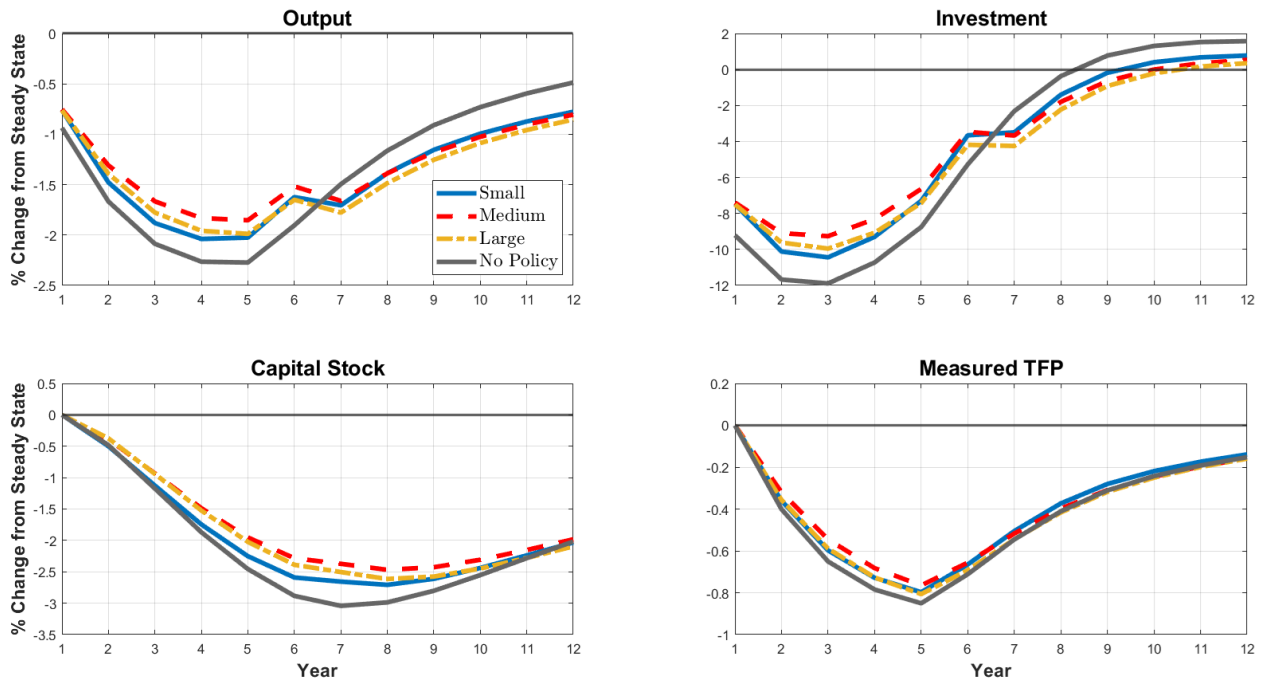 Output
% Change from Steady State
0
-0.5
-1
-1.5
-2
-2.5
1 2 3 4 5 6 7 8 9 10 11 12
Small
Medium
Large
No Policy
Investment
2
0
-2
-4
-6
-8
-10
-12
1 2 3 4 5 6 7 8 9 10 11 12
Capital Stock
% Change from Steady State
0.5
0
-0.5
-1
-1.5
-2
-2.5
-3
-3.5
1 2 3 4 5 6 7 8 9 10 11 12
Year
Measured TFP
0.2
0
-0.2
-0.4
-0.6
-0.8
-1
1 2 3 4 5 6 7 8 9 10 11 12
Year